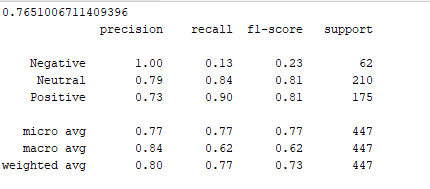 0.7651006711409396
precision recall f1-score support
Negative 1.00 0.13 0.23 62
Neutral 0.79 0.84 0.81 210
Positive 0.73 0.90 0.81 175
micro avg 0.77 0.77 0.77 447
macro avg 0.84 0.62 0.62 447
weighted avg 0.80 0.77 0.73 447